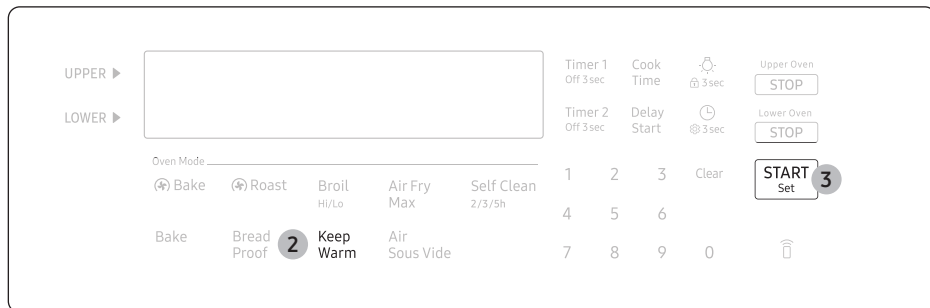 UPPER ▶
LOWER ▶
Timer 1
Off 3 sec
Cook
Time
3 sec
Upper Oven
STOP
Timer 2
Off 3 sec
Delay
Start
3 sec
Lower Oven
STOP
Oven Mode
Bake
Roast
Broil
Hi/Lo
Air Fry
Max
Self Clean
2/3/5h
1 2 3 Clear
START
Set
3
4 5 6
Bake
Bread
Proof
2
Keep
Warm
Air
Sous Vide
7 8 9 0